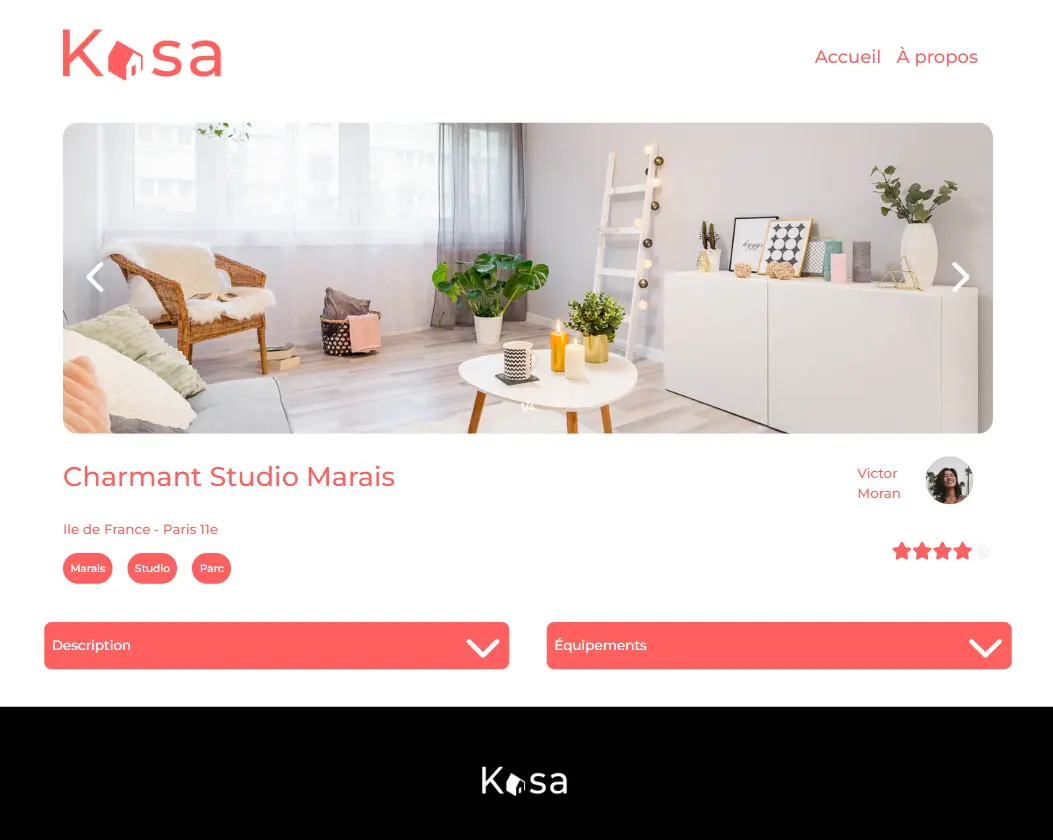 Kasa
Accueil À propos
1/4
Charmant Studio Marais
Victor
Moran
Ile de France - Paris 11e
Marais Studio Parc
Description
Équipements
Kasa